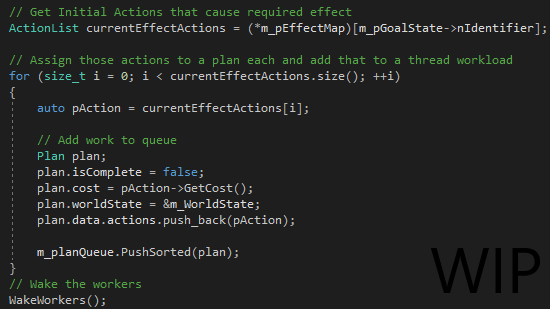 // Get Initial Actions that cause required effect
ActionList currentEffectActions = (*m_pEffectMap)[m_pGoalState->nIdentifier];
// Assign those actions to a plan each and add that to a thread workload
for (size_t i = 0; i < currentEffectActions.size(); ++i)
{
auto pAction = currentEffectActions[i];
// Add work to queue
Plan plan;
plan.isComplete = false;
plan.cost = pAction->GetCost();
plan.worldState = &m_WorldState;
plan.data.actions.push_back(pAction);
m_planQueue.PushSorted(plan);
}
// Wake the workers
WakeWorkers();
WIP